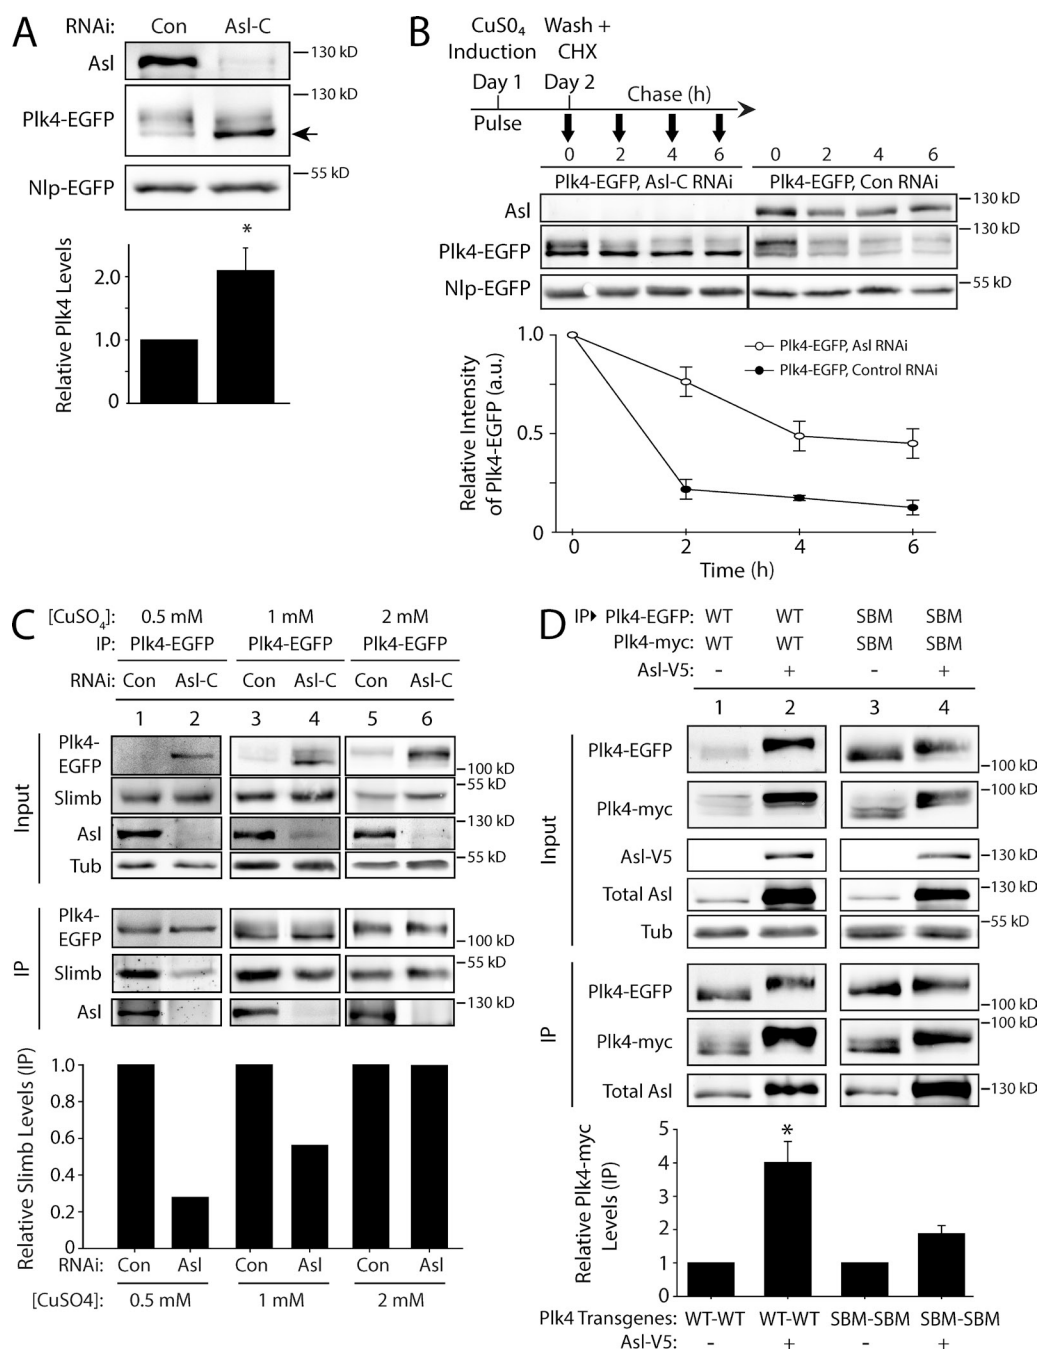 A
RNAi: Con Asl-C
Asl
130 kD
130 kD
Plk4-EGFP
55 kD
Nlp-EGFP
*
Relative Plk4 Levels
2.0
1.0
0
B
CuS0₄ Wash +
Induction CHX
Day 1 Day 2 Chase (h)
Pulse
0 2 4 6 0 2 4 6
Plk4-EGFP, Asl-C RNAi Plk4-EGFP, Con RNAi
Asl
130 kD
130 kD
Plk4-EGFP
55 kD
Nlp-EGFP
Relative Intensity
of Plk4-EGFP (a.u.)
1.0
0.5
0
Plk4-EGFP, Asl RNAi
Plk4-EGFP, Control RNAi
0 2 4 6
Time (h)
C
[CuSO₄]: 0.5 mM 1 mM 2 mM
IP: Plk4-EGFP Plk4-EGFP Plk4-EGFP
RNAi: Con Asl-C Con Asl-C Con Asl-C
1 2 3 4 5 6
Input
Plk4-
EGFP
100 kD
Slimb
55 kD
Asl
130 kD
Tub
55 kD
IP
Plk4-
EGFP
100 kD
Slimb
55 kD
Asl
130 kD
Relative Slimb Levels (IP)
1.0
0.8
0.6
0.4
0.2
0
RNAi: Con Asl Con Asl Con Asl
[CuSO4]: 0.5 mM 1 mM 2 mM
D
IP Plk4-EGFP: WT WT SBM SBM
Plk4-myc: WT WT SBM SBM
Asl-V5: - + - +
1 2 3 4
Input
Plk4-EGFP
100 kD
Plk4-myc
100 kD
Asl-V5
130 kD
Total Asl
130 kD
Tub
55 kD
IP
Plk4-EGFP
100 kD
Plk4-myc
100 kD
Total Asl
130 kD
Relative Plk4-myc
Levels (IP)
5
4
3
2
1
0
*
Plk4 Transgenes: WT-WT WT-WT SBM-SBM SBM-SBM
Asl-V5: - + - +